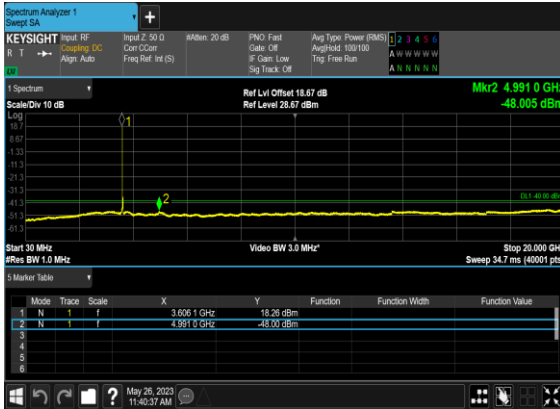 Spectrum Analyzer 1
Swept SA
+
KEYSIGHT Input: RF Input Z: 50 Ω #Atten: 20 dB PNO: Fast Avg Type: Power (RMS) 1 2 3 4 5 6
R T Coupling: DC Corr CCorr Gate: Off Avg|Hold: 100/100 A W W W W W
Align: Auto Freq Ref: Int (S) IF Gain: Low Trig: Free Run
Sig Track: Off A N N N N N
1 Spectrum
Scale/Div 10 dB
Ref Lvl Offset 18.67 dB
Ref Level 28.67 dBm
Mkr2 4.991 0 GHz
-48.005 dBm
Log
18.7
8.67
-1.33
-11.3
-21.3
-31.3
-41.3
-51.3
-61.3
1
2
DL1 -40.00 dBm
Start 30 MHz Video BW 3.0 MHz* Stop 20.000 GHz
#Res BW 1.0 MHz Sweep 34.7 ms (40001 pts)
5 Marker Table
Mode Trace Scale X Y Function Function Width Function Value
1 N 1 f 3.606 1 GHz 18.26 dBm
2 N 1 f 4.991 0 GHz -48.00 dBm
3
4
5
6
? May 26, 2023
11:40:37 AM